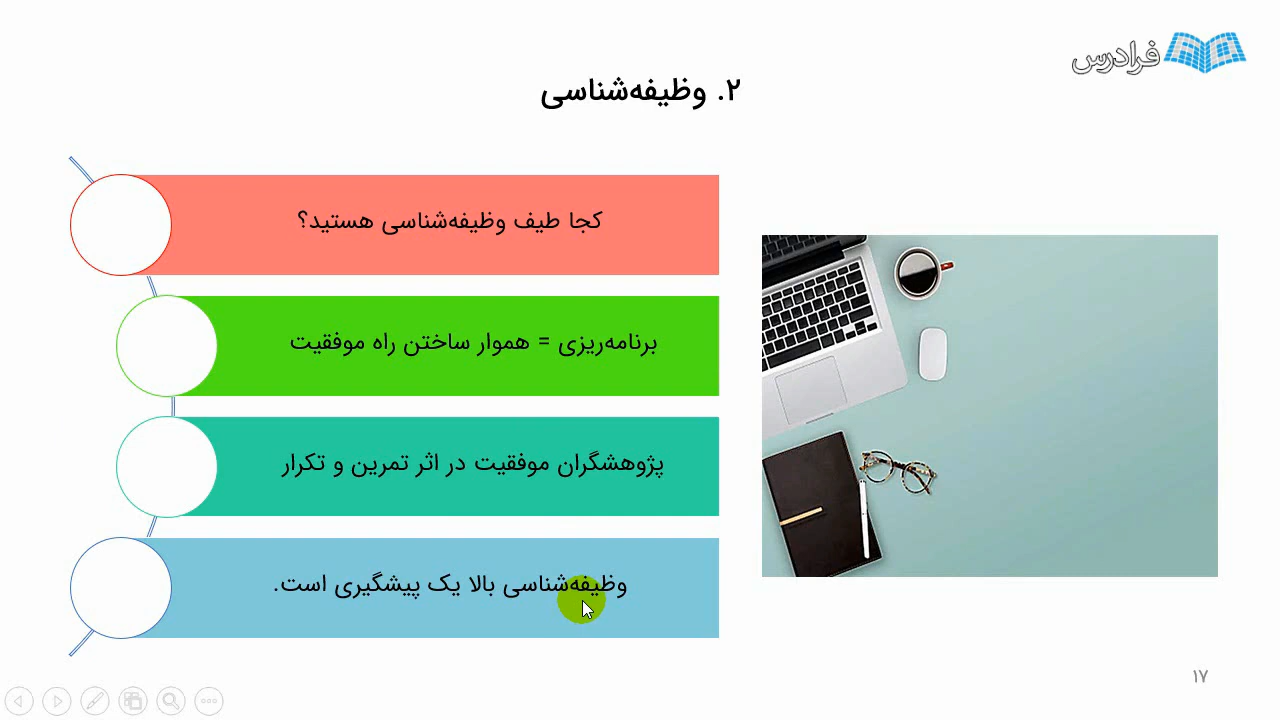 فرادرس
۲. وظیفه‌شناسی
کجا طیف وظیفه‌شناسی هستید؟
برنامه‌ریزی = هموار ساختن راه موفقیت
پژوهشگران موفقیت در اثر تمرین و تکرار
وظیفه‌شناسی بالا یک پیشگیری است.
۱۷